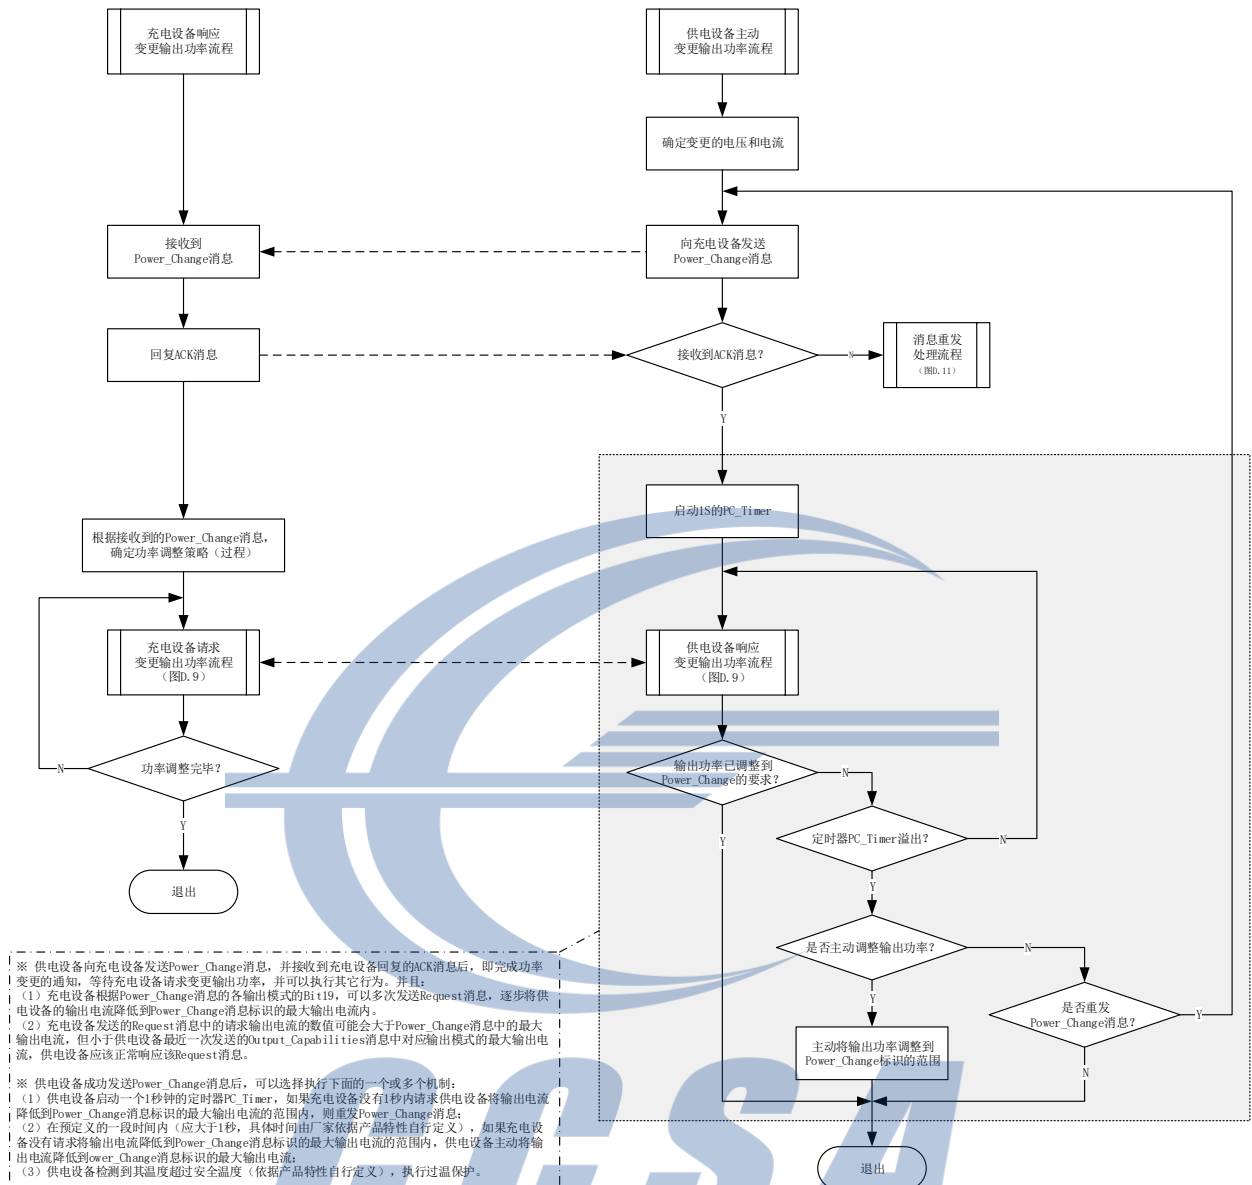 充电设备响应
变更输出功率流程
供电设备主动
变更输出功率流程
确定变更的电压和电流
接收到
Power_Change消息
向充电设备发送
Power_Change消息
回复ACK消息
接收到ACK消息？
N
消息重发
处理流程
（图D.11）
Y
启动1S的PC_Timer
根据接收到的Power_Change消息，
确定功率调整策略（过程）
充电设备请求
变更输出功率流程
（图D.9）
供电设备响应
变更输出功率流程
（图D.9）
功率调整完毕？
N
输出功率已调整到
Power_Change的要求？
N
Y
Y
定时器PC_Timer溢出？
N
Y
退出
是否主动调整输出功率？
N
Y
是否重发
Power_Change消息？
Y
N
主动将输出功率调整到
Power_Change标识的范围
退出
※ 供电设备向充电设备发送Power_Change消息，并接收到充电设备回复的ACK消息后，即完成功率
变更的通知，等待充电设备请求变更输出功率，并可以执行其它行为。并且：
（1）充电设备根据Power_Change消息的各输出模式的Bit19，可以多次发送Request消息，逐步将供
电设备的输出电流降低到Power_Change消息标识的最大输出电流内。
（2）充电设备发送的Request消息中的请求输出电流的数值可能会大于Power_Change消息中的最大
输出电流，但小于供电设备最近一次发送的Output_Capabilities消息中对应输出模式的最大输出电
流，供电设备应该正常响应该Request消息。
※ 供电设备成功发送Power_Change消息后，可以选择执行下面的一个或多个机制：
（1）供电设备启动一个1秒钟的定时器PC_Timer，如果充电设备没有1秒内请求供电设备将输出电流
降低到Power_Change消息标识的最大输出电流的范围内，则重发Power_Change消息；
（2）在预定义的一段时间内（应大于1秒，具体时间由厂家依据产品特性自行定义），如果充电设
备没有请求将输出电流降低到Power_Change消息标识的最大输出电流的范围内，供电设备主动将输
出电流降低到ower_Change消息标识的最大输出电流；
（3）供电设备检测到其温度超过安全温度（依据产品特性自行定义），执行过温保护。
CCSA